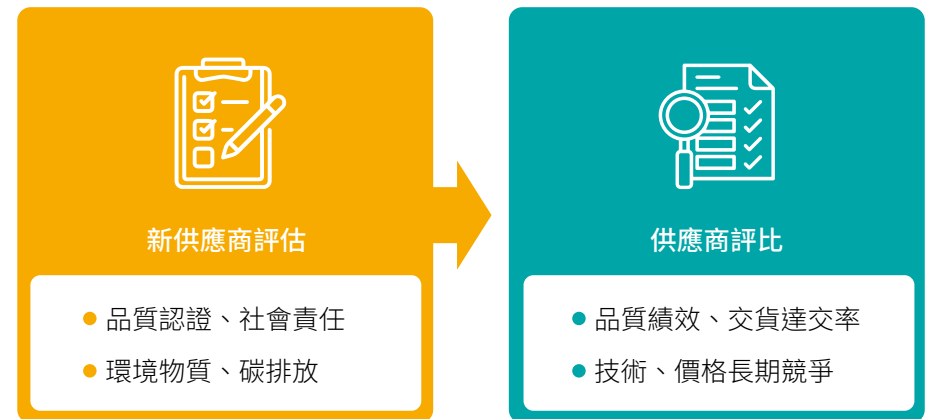 新供應商評估
品質認證、社會責任
環境物質、碳排放
供應商評比
品質績效、交貨達交率
技術、價格長期競爭